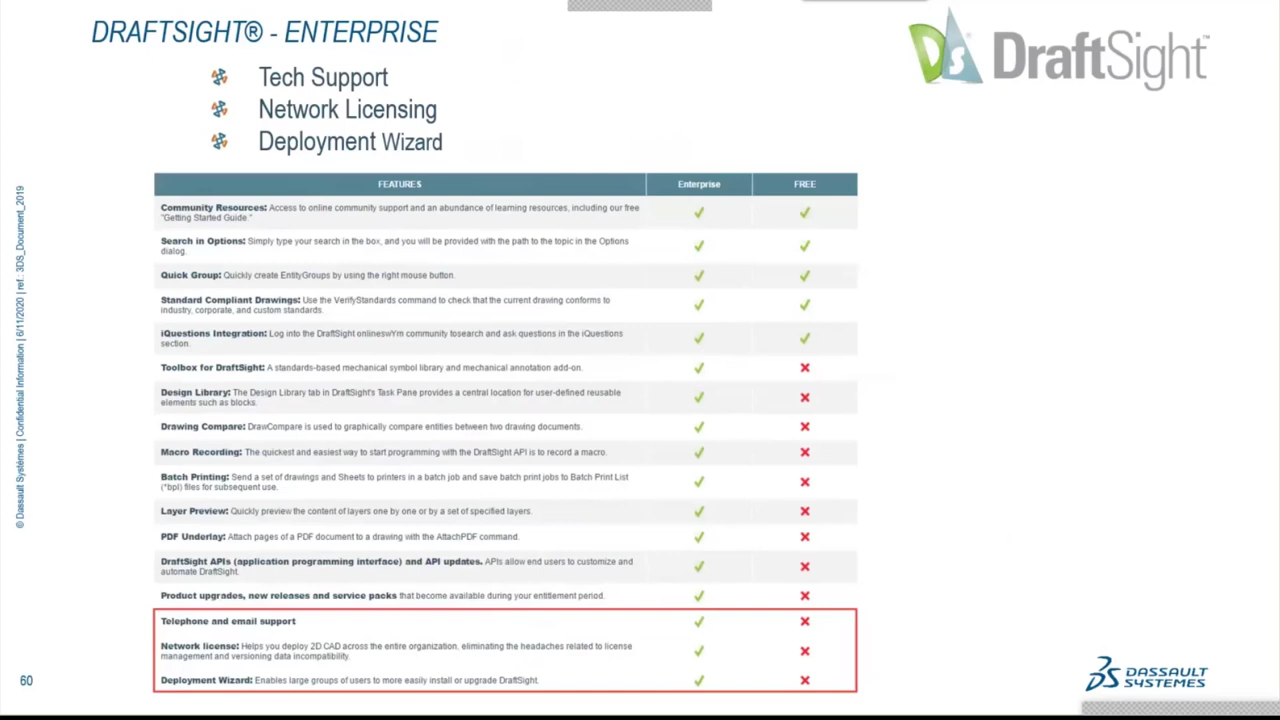 DRAFTSIGHT® - ENTERPRISE
DraftSight™
Tech Support
Network Licensing
Deployment Wizard
FEATURES Enterprise FREE
Community Resources: Access to online community support and an abundance of learning resources, including our free
"Getting Started Guide."
Search in Options: Simply type your search in the box, and you will be provided with the path to the topic in the Options
dialog.
Quick Group: Quickly create EntityGroups by using the right mouse button.
Standard Compliant Drawings: Use the VerifyStandards command to check that the current drawing conforms to
industry, corporate, and custom standards.
iQuestions Integration: Log into the DraftSight onlineswYm community tosearch and ask questions in the iQuestions
section.
Toolbox for DraftSight: A standards-based mechanical symbol library and mechanical annotation add-on.
Design Library: The Design Library tab in DraftSight's Task Pane provides a central location for user-defined reusable
elements such as blocks.
Drawing Compare: DrawCompare is used to graphically compare entities between two drawing documents.
Macro Recording: The quickest and easiest way to start programming with the DraftSight API is to record a macro.
Batch Printing: Send a set of drawings and Sheets to printers in a batch job and save batch print jobs to Batch Print List
(*bpl) files for subsequent use.
Layer Preview: Quickly preview the content of layers one by one or by a set of specified layers.
PDF Underlay: Attach pages of a PDF document to a drawing with the AttachPDF command.
DraftSight APIs (application programming interface) and API updates. APIs allow end users to customize and
automate DraftSight.
Product upgrades, new releases and service packs that become available during your entitlement period.
Telephone and email support
Network license: Helps you deploy 2D CAD across the entire organization, eliminating the headaches related to license
management and versioning data incompatibility.
Deployment Wizard: Enables large groups of users to more easily install or upgrade DraftSight.
© Dassault Systèmes | Confidential Information | 6/11/2020 | ref.: 3DS_Document_2019
60
DASSAULT
SYSTEMES